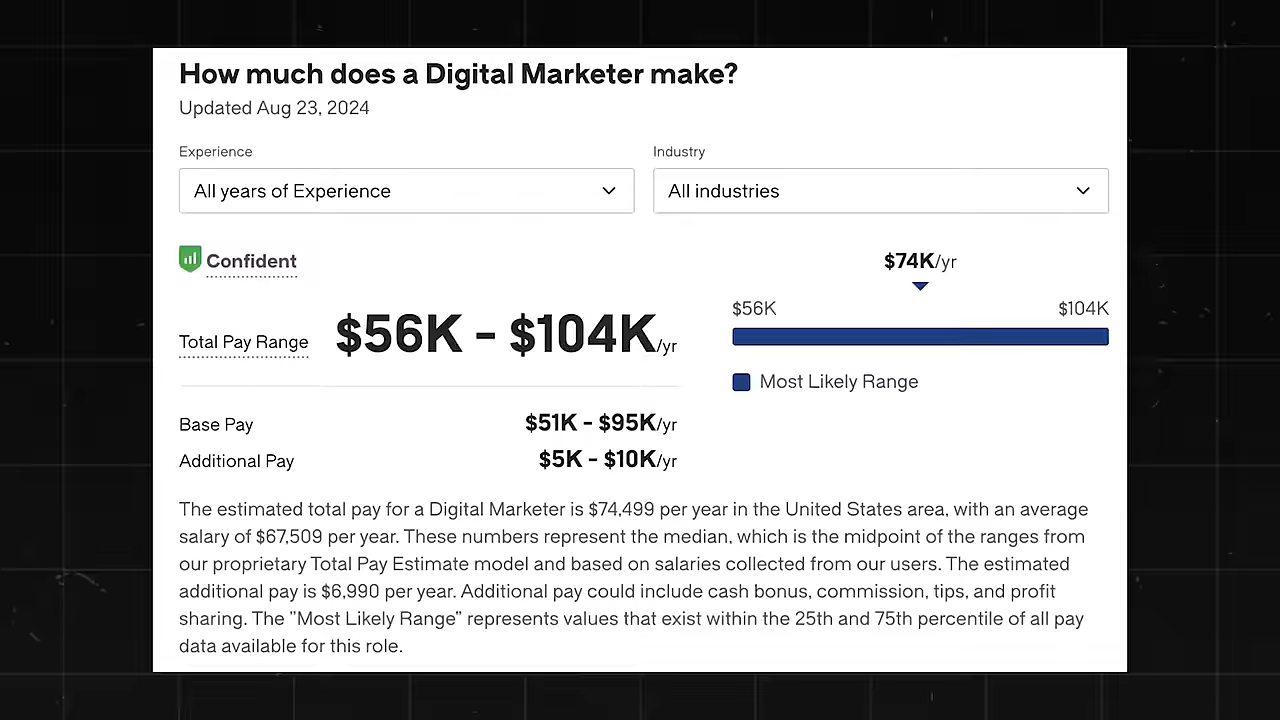 How much does a Digital Marketer make?
Updated Aug 23, 2024
Experience
Industry
All years of Experience
All industries
Confident
$74K/yr
$56K
$104K
Total Pay Range
$56K - $104K/yr
Most Likely Range
Base Pay
$51K - $95K/yr
Additional Pay
$5K - $10K/yr
The estimated total pay for a Digital Marketer is $74,499 per year in the United States area, with an average
salary of $67,509 per year. These numbers represent the median, which is the midpoint of the ranges from
our proprietary Total Pay Estimate model and based on salaries collected from our users. The estimated
additional pay is $6,990 per year. Additional pay could include cash bonus, commission, tips, and profit
sharing. The "Most Likely Range" represents values that exist within the 25th and 75th percentile of all pay
data available for this role.